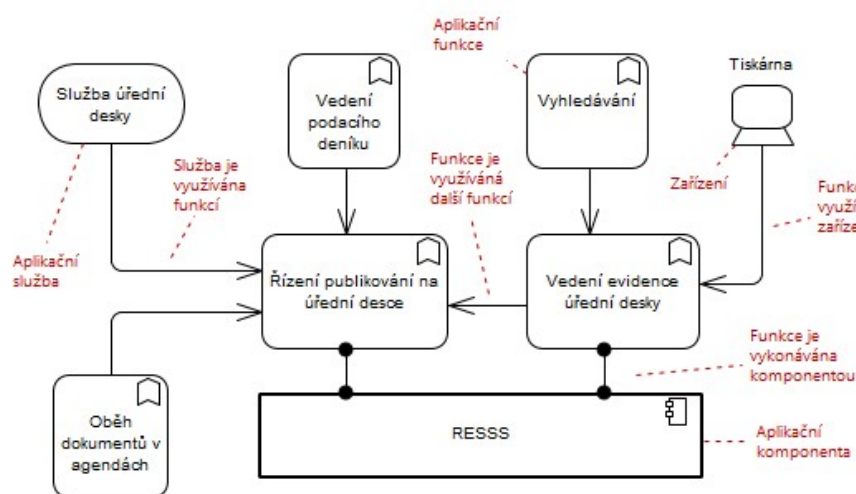 Aplikační
funkce
Tiskárna
Služba úřední
desky
Vedení
podacího
deníku
Vyhledávání
Služba je
využívána
funkcí
Funkce je
využíváná
další funkcí
Zařízení
Aplikační
služba
Řízení publikování na
úřední desce
Vedení evidence
úřední desky
Funkce je
vykonávána
komponentou
Oběh
dokumentů v
agendách
RESSS
Aplikační
komponenta